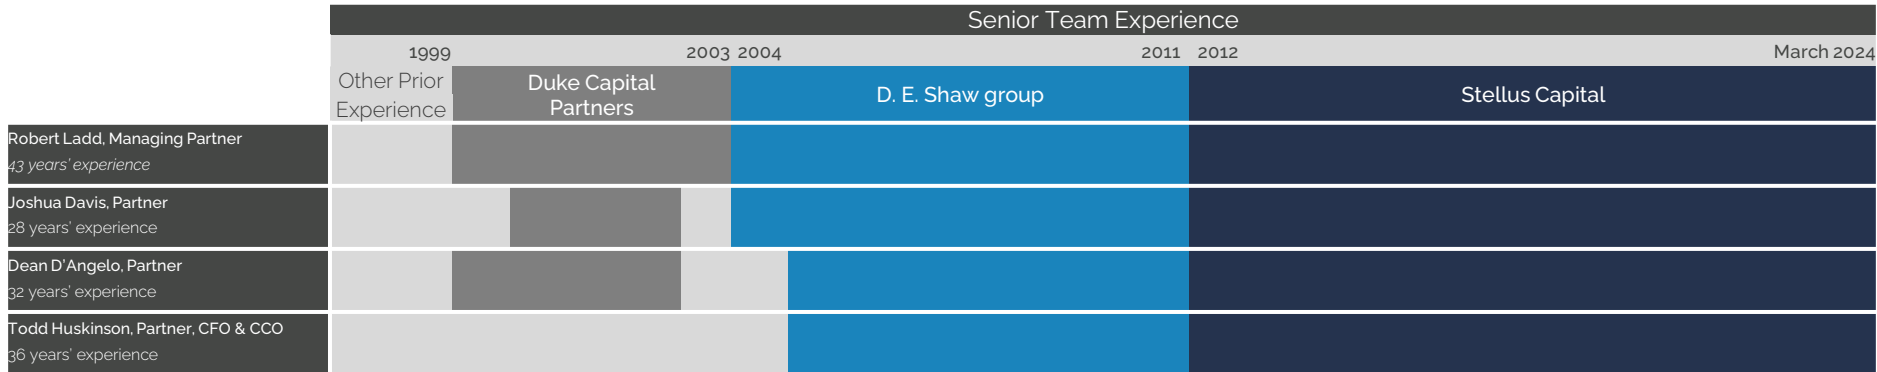 Senior Team Experience
1999 2003 2004 2011 2012 March 2024
Other Prior
Experience
Duke Capital
Partners
D. E. Shaw group
Stellus Capital
Robert Ladd, Managing Partner
43 years' experience
Joshua Davis, Partner
28 years' experience
Dean D'Angelo, Partner
32 years' experience
Todd Huskinson, Partner, CFO & CCO
36 years' experience